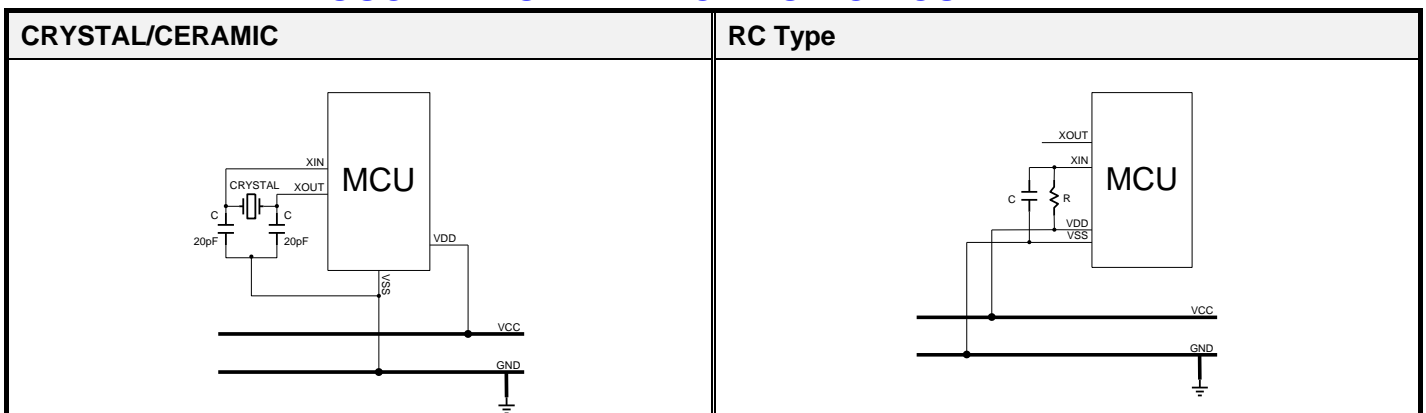 CRYSTAL/CERAMIC
RC Type
XIN
CRYSTAL
XOUT
MCU
C
C
20pF
20pF
VDD
VSS
VCC
GND
XOUT
XIN
MCU
C
R
VDD
VSS
VCC
GND